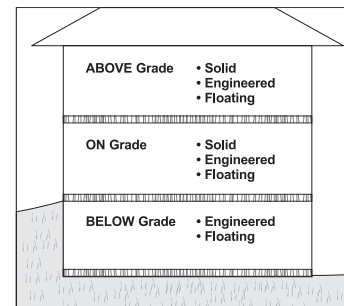 ABOVE Grade • Solid
• Engineered
• Floating
ON Grade • Solid
• Engineered
• Floating
BELOW Grade • Engineered
• Floating